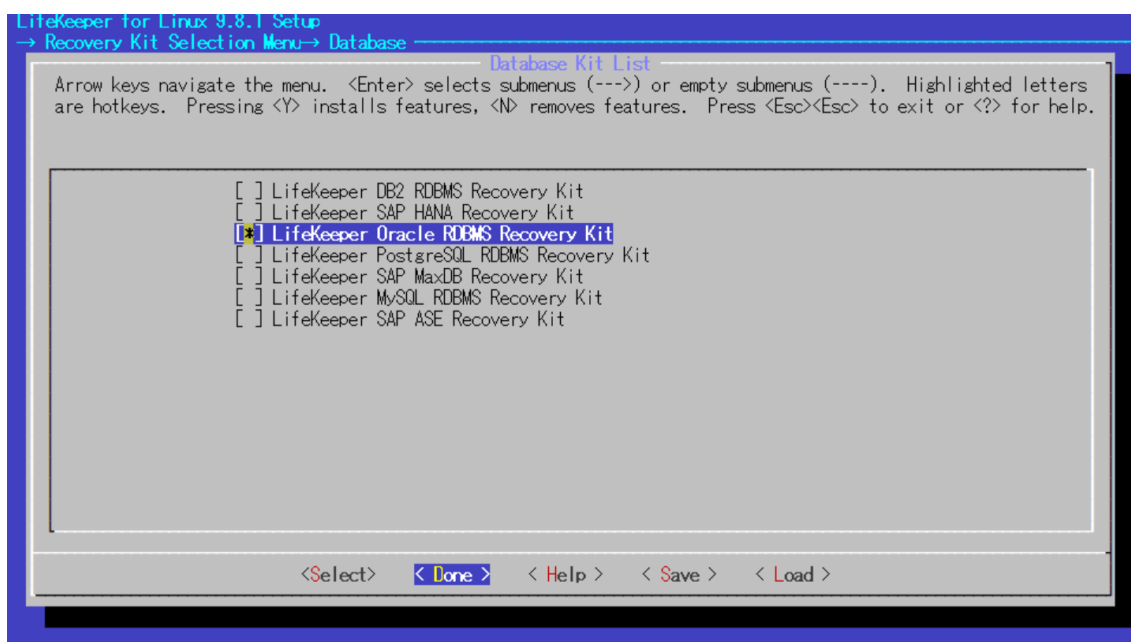 LifeKeeper for Linux 9.8.1 Setup
→ Recovery Kit Selection Menu→ Database
Database Kit List
Arrow keys navigate the menu.  <Enter> selects submenus (--->) or empty submenus (----).  Highlighted letters
are hotkeys.  Pressing <Y> installs features, <N> removes features.  Press <Esc><Esc> to exit or <?> for help.
[ ] LifeKeeper DB2 RDBMS Recovery Kit
[ ] LifeKeeper SAP HANA Recovery Kit
[*] LifeKeeper Oracle RDBMS Recovery Kit
[ ] LifeKeeper PostgreSQL RDBMS Recovery Kit
[ ] LifeKeeper SAP MaxDB Recovery Kit
[ ] LifeKeeper MySQL RDBMS Recovery Kit
[ ] LifeKeeper SAP ASE Recovery Kit
<Select>    < Done >    < Help >    < Save >    < Load >